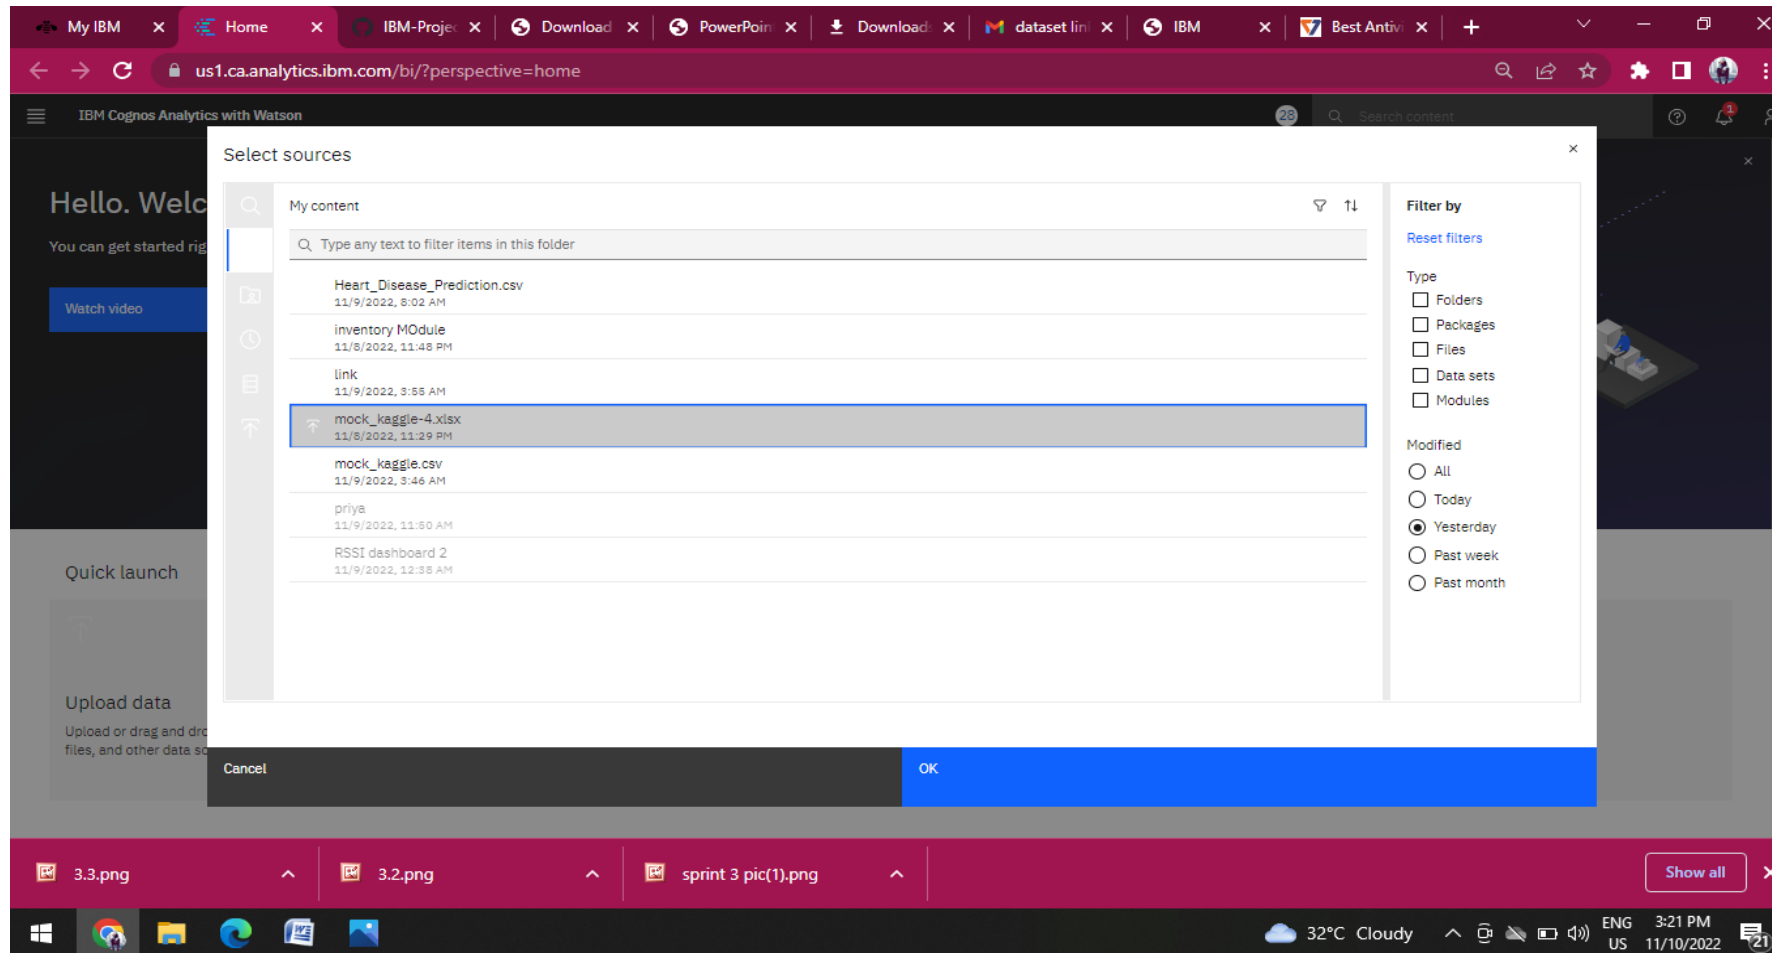 My IBM
Home
IBM-Projec
Download
PowerPoin
Downloads
dataset lin
IBM
Best Antivi
us1.ca.analytics.ibm.com/bi/?perspective=home
IBM Cognos Analytics with Watson
28
Search content
1
Select sources
Hello. Welc
You can get started rig
Watch video
My content
Type any text to filter items in this folder
Heart_Disease_Prediction.csv
11/9/2022, 8:02 AM
inventory MOdule
11/8/2022, 11:48 PM
link
11/9/2022, 3:55 AM
mock_kaggle-4.xlsx
11/8/2022, 11:29 PM
mock_kaggle.csv
11/9/2022, 3:46 AM
priya
11/9/2022, 11:50 AM
RSSI dashboard 2
11/9/2022, 12:38 AM
Filter by
Reset filters
Type
Folders
Packages
Files
Data sets
Modules
Modified
All
Today
Yesterday
Past week
Past month
Quick launch
Upload data
Upload or drag and dro
files, and other data so
Cancel
OK
3.3.png
3.2.png
sprint 3 pic(1).png
Show all
32°C Cloudy
ENG
US
3:21 PM
11/10/2022
21